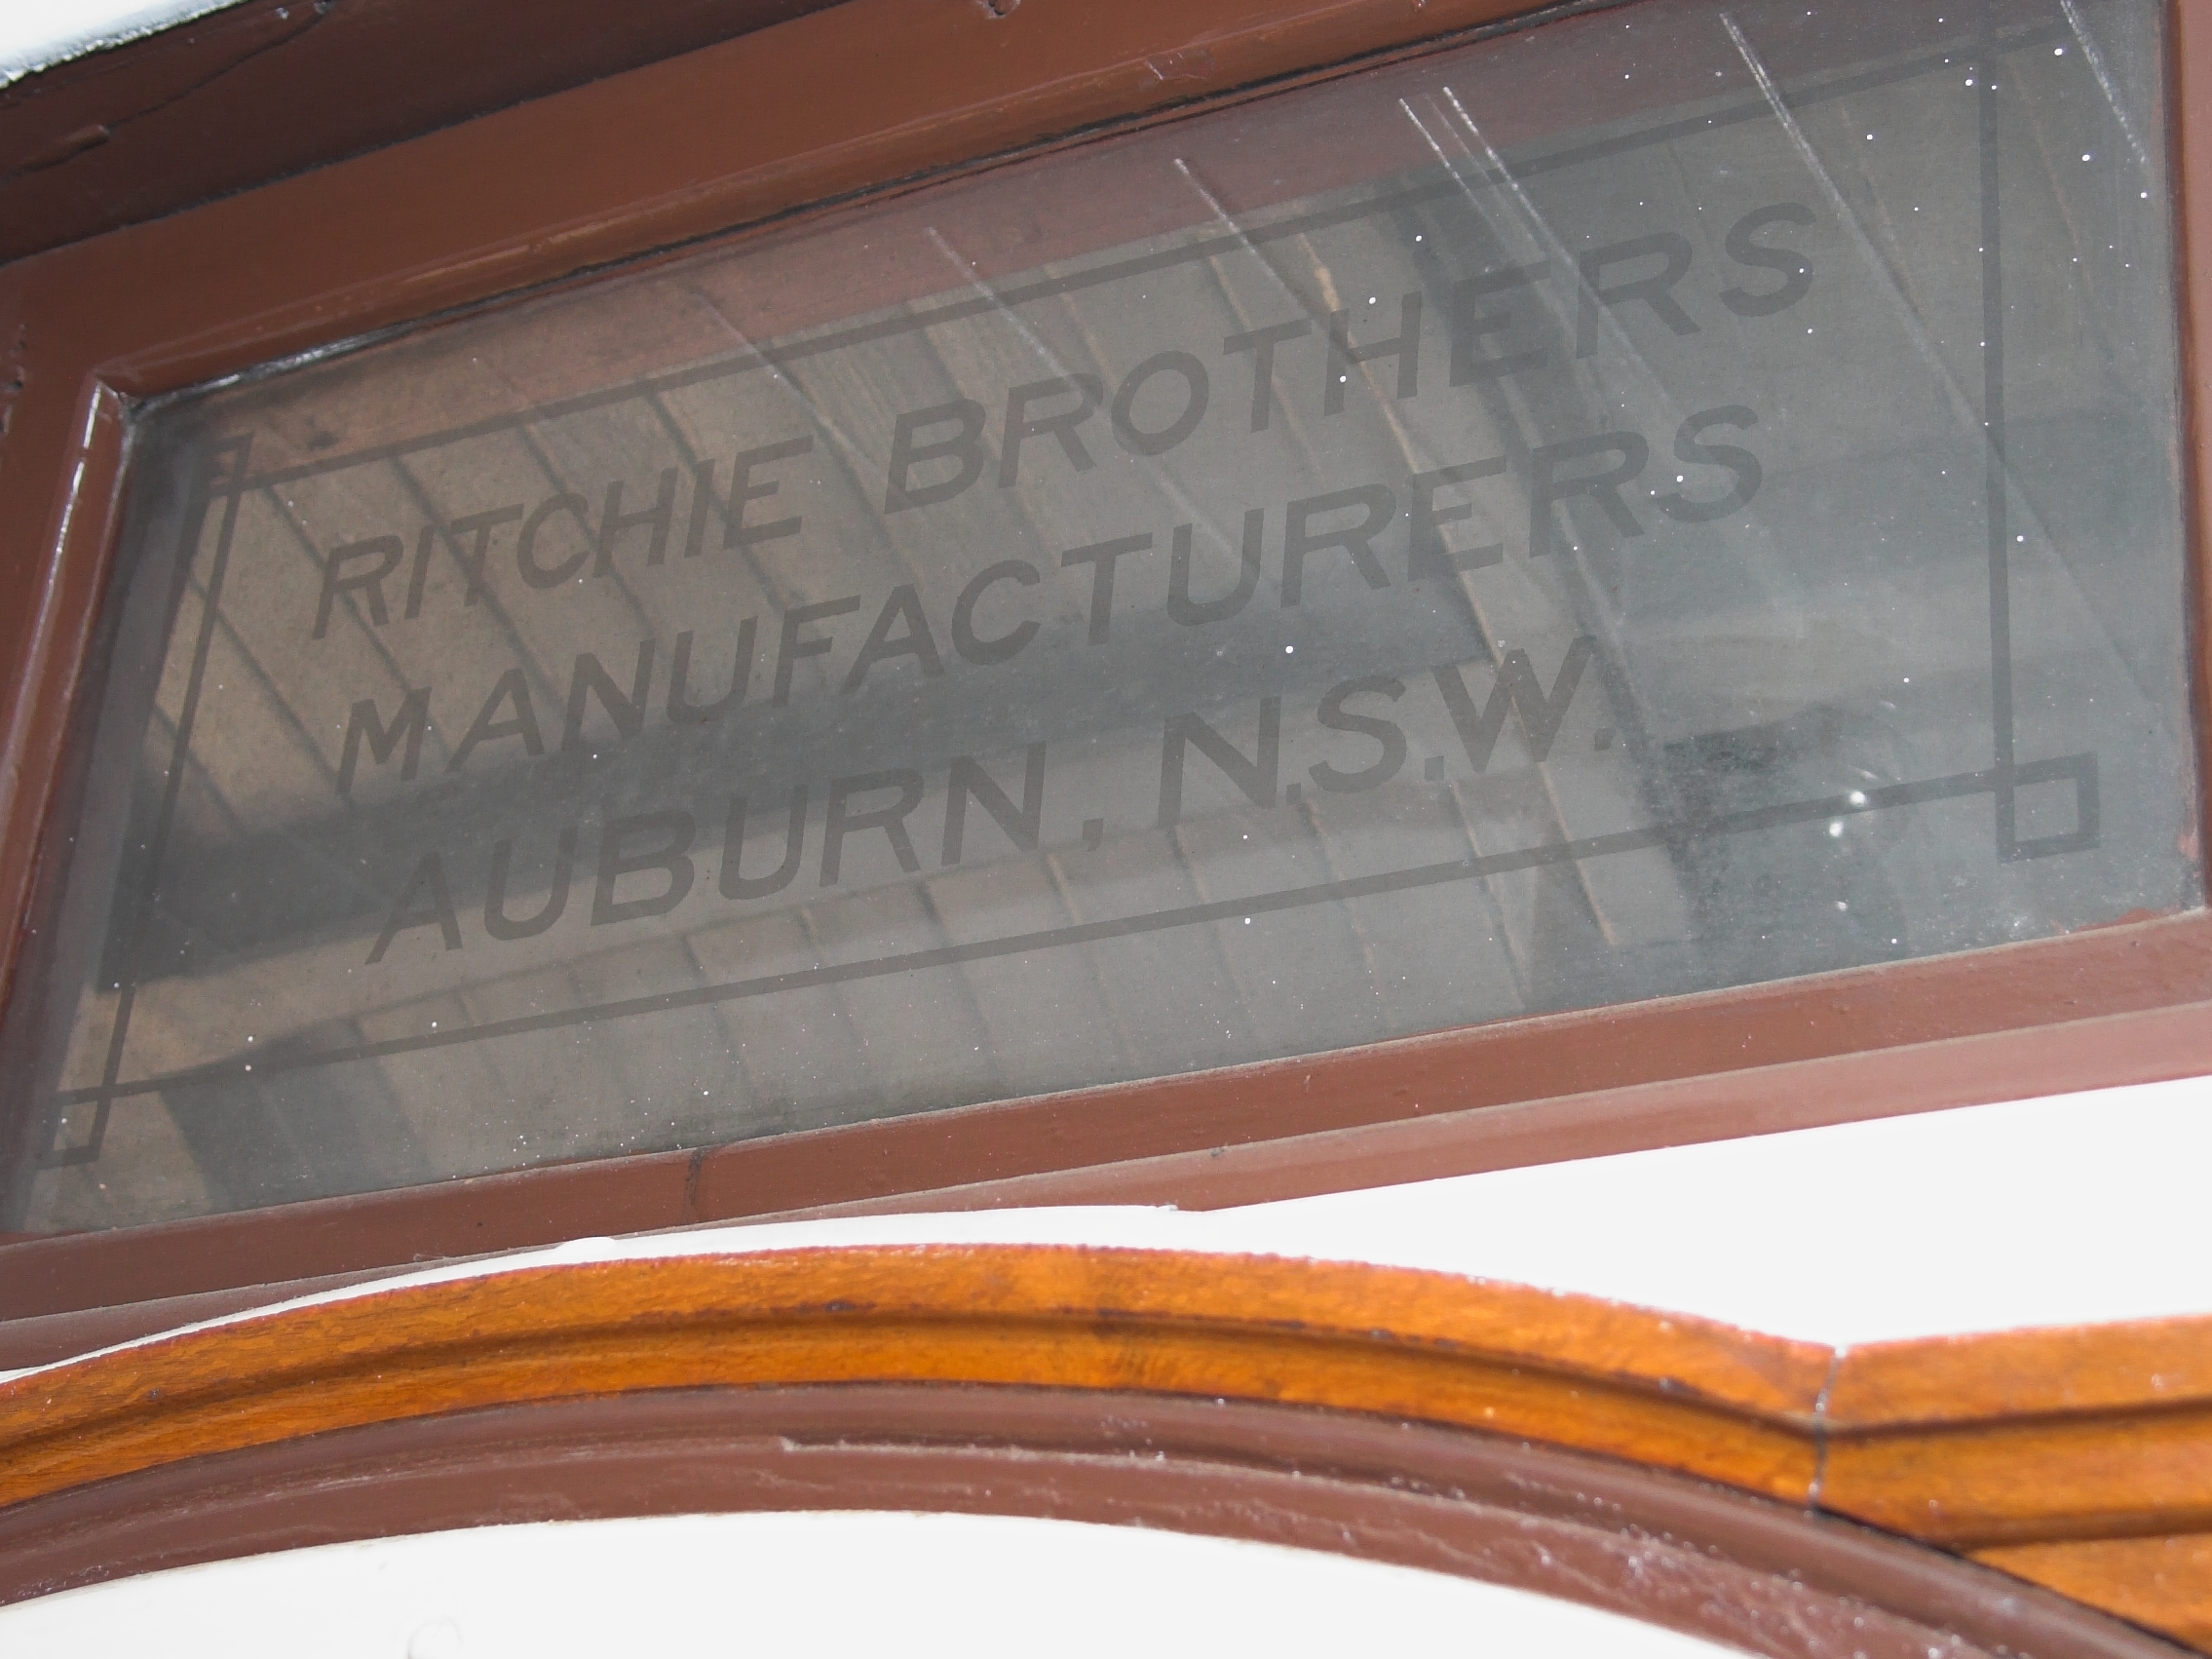 RITCHIE BROTHERS
MANUFACTURERS
AUBURN, N.S.W.